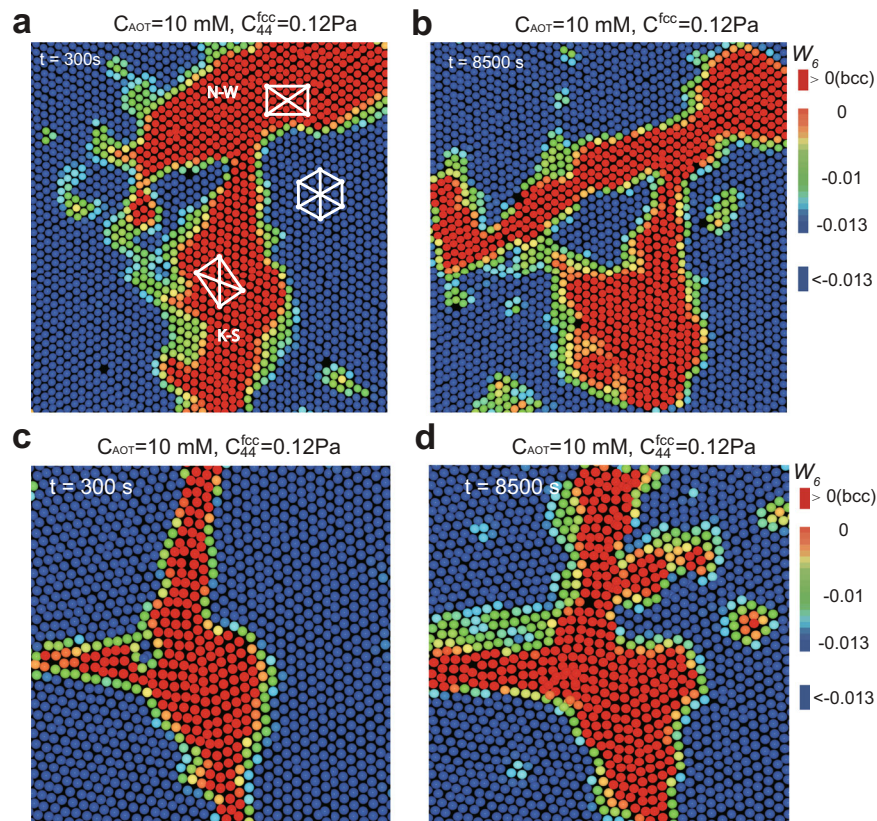 a
C_AOT=10 mM, C_44^fcc=0.12Pa
t = 300s
N-W
K-S
b
C_AOT=10 mM, C^fcc=0.12Pa
t = 8500 s
W_6
> 0(bcc)
0
-0.01
-0.013
<-0.013
c
C_AOT=10 mM, C_44^fcc=0.12Pa
t = 300 s
d
C_AOT=10 mM, C_44^fcc=0.12Pa
t = 8500 s
W_6
> 0(bcc)
0
-0.01
-0.013
<-0.013